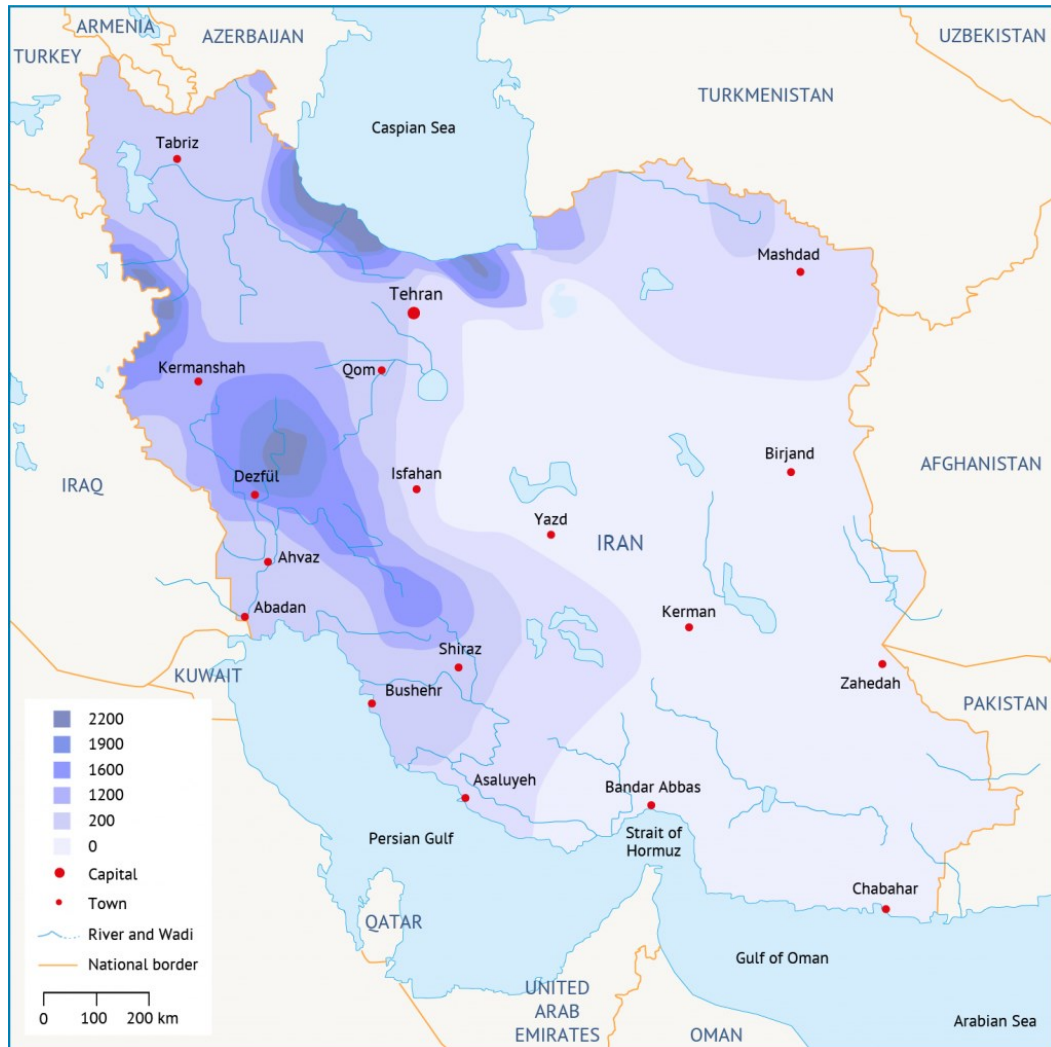 ARMENIA
AZERBAIJAN
UZBEKISTAN
TURKEY
TURKMENISTAN
Caspian Sea
Tabriz
Mashdad
Tehran
Kermanshah
Qom
Birjand
AFGHANISTAN
Isfahan
Dezfül
IRAQ
Yazd
IRAN
Ahvaz
Abadan
Kerman
Shiraz
KUWAIT
Zahedah
Bushehr
PAKISTAN
Asaluyeh
Bandar Abbas
Persian Gulf
Strait of
Hormuz
Chabahar
QATAR
Gulf of Oman
UNITED
ARAB
EMIRATES
OMAN
Arabian Sea
2200
1900
1600
1200
200
0
Capital
Town
River and Wadi
National border
0 100 200 km